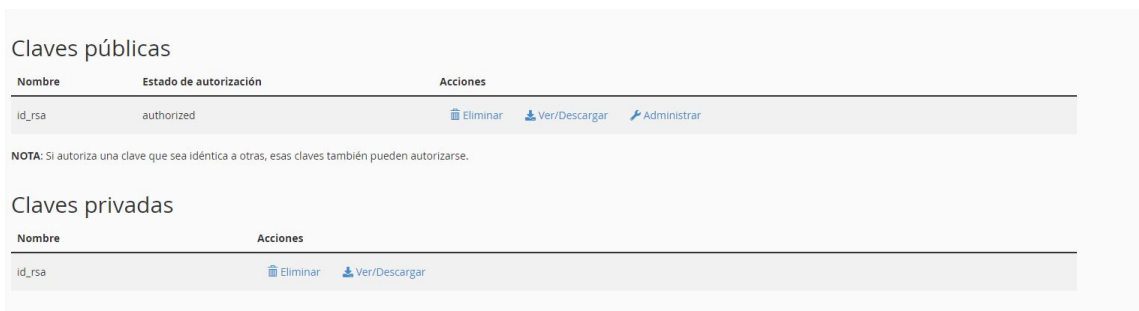 Claves públicas
Nombre Estado de autorización Acciones
id_rsa authorized Eliminar Ver/Descargar Administrar
NOTA: Si autoriza una clave que sea idéntica a otras, esas claves también pueden autorizarse.
Claves privadas
Nombre Acciones
id_rsa Eliminar Ver/Descargar